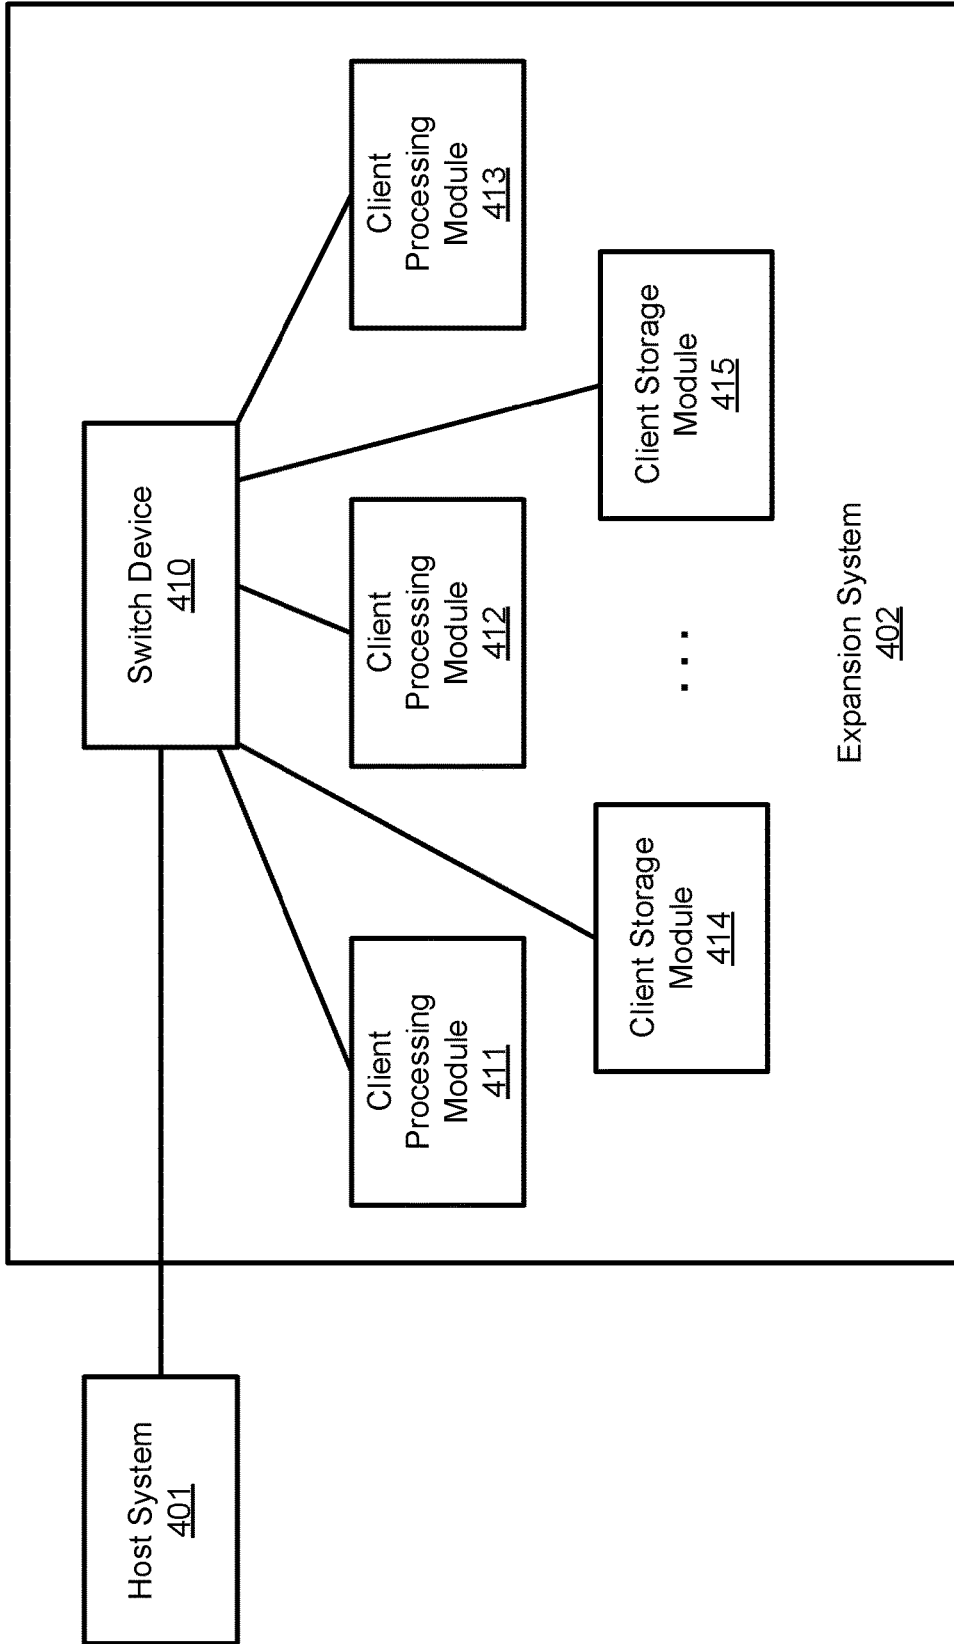 Host System
401
Switch Device
410
Client
Processing
Module
411
Client
Processing
Module
412
Client
Processing
Module
413
Client Storage
Module
414
. . .
Client Storage
Module
415
Expansion System
402